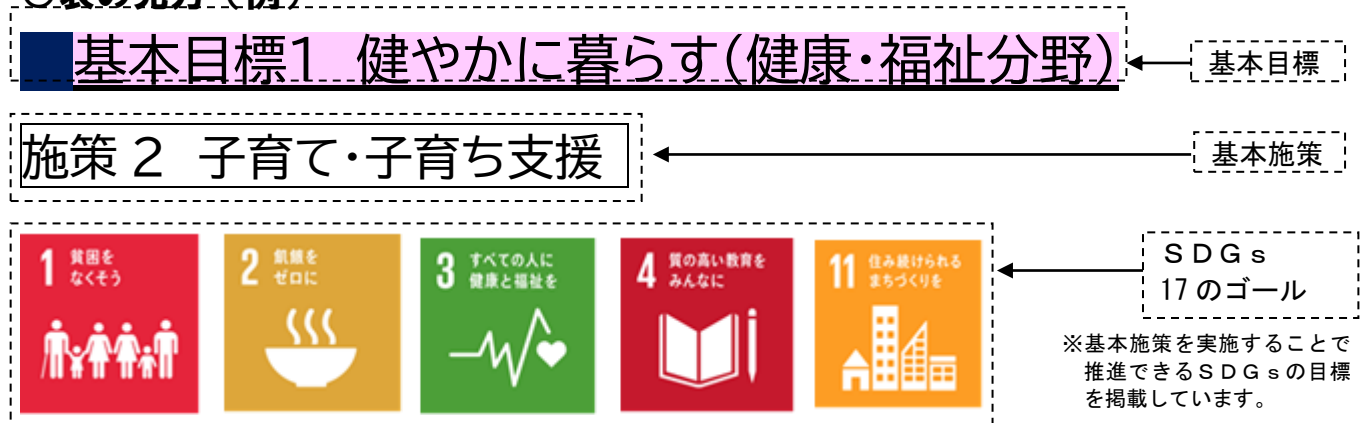 ○表の見方（例）
基本目標1　健やかに暮らす(健康・福祉分野)
基本目標
施策２　子育て・子育ち支援
基本施策
1 貧困を
なくそう
2 飢餓を
ゼロに
3 すべての人に
健康と福祉を
4 質の高い教育を
みんなに
11 住み続けられる
まちづくりを
ＳＤＧｓ
17のゴール
※基本施策を実施することで
推進できるＳＤＧｓの目標
を掲載しています。